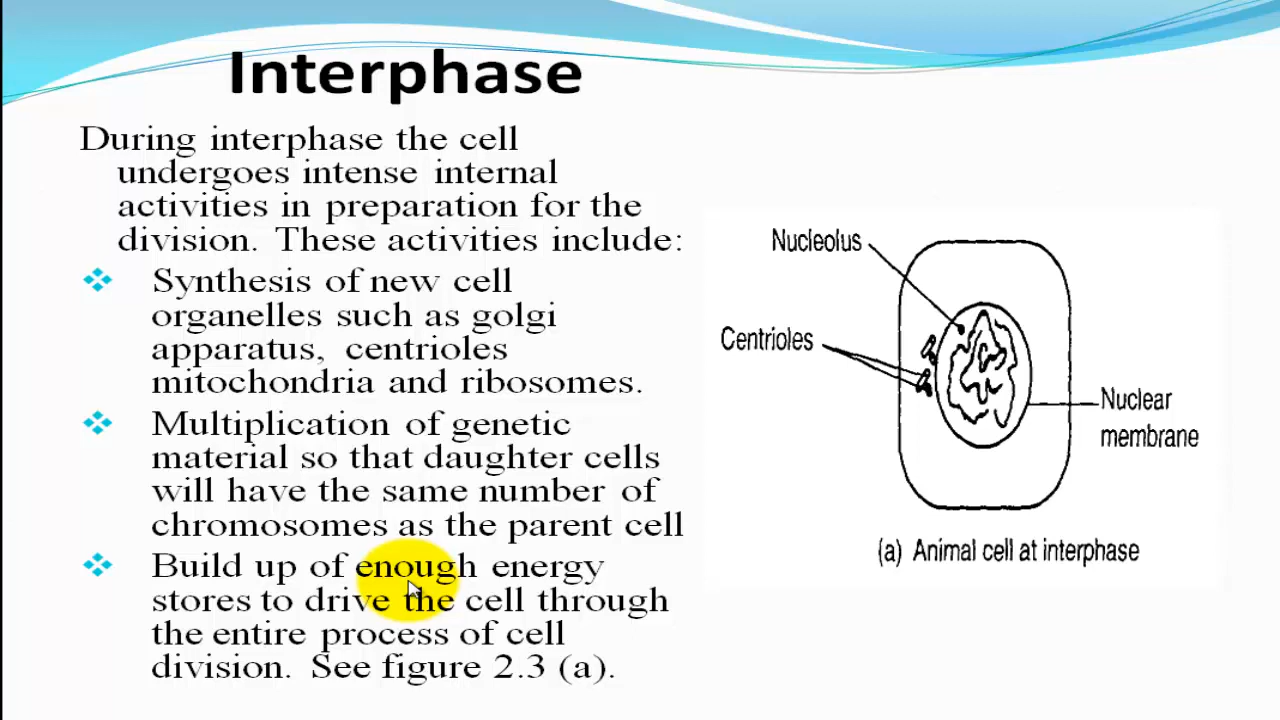 Interphase
During interphase the cell
undergoes intense internal
activities in preparation for the
division. These activities include:
Synthesis of new cell
organelles such as golgi
apparatus, centrioles
mitochondria and ribosomes.
Multiplication of genetic
material so that daughter cells
will have the same number of
chromosomes as the parent cell
Build up of enough energy
stores to drive the cell through
the entire process of cell
division. See figure 2.3 (a).
Nucleolus
Centrioles
Nuclear
membrane
(a) Animal cell at interphase